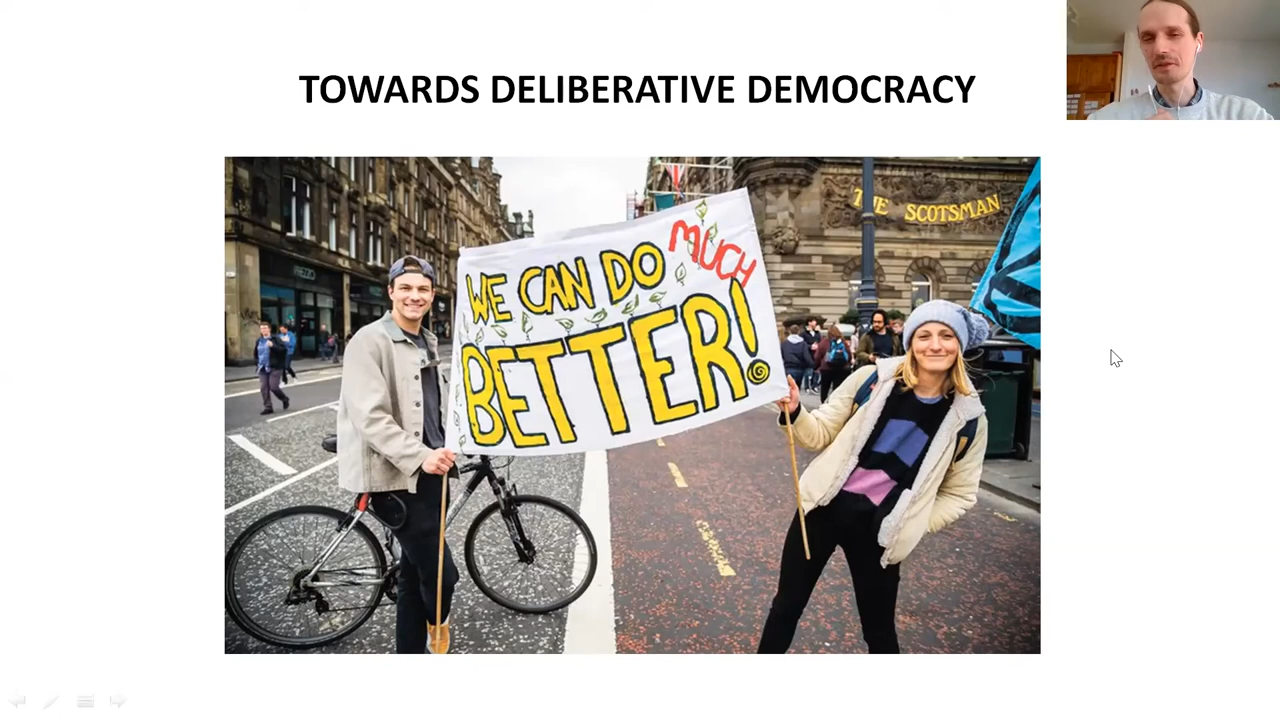 TOWARDS DELIBERATIVE DEMOCRACY
WE CAN DO MUCH
BETTER!
THE SCOTSMAN